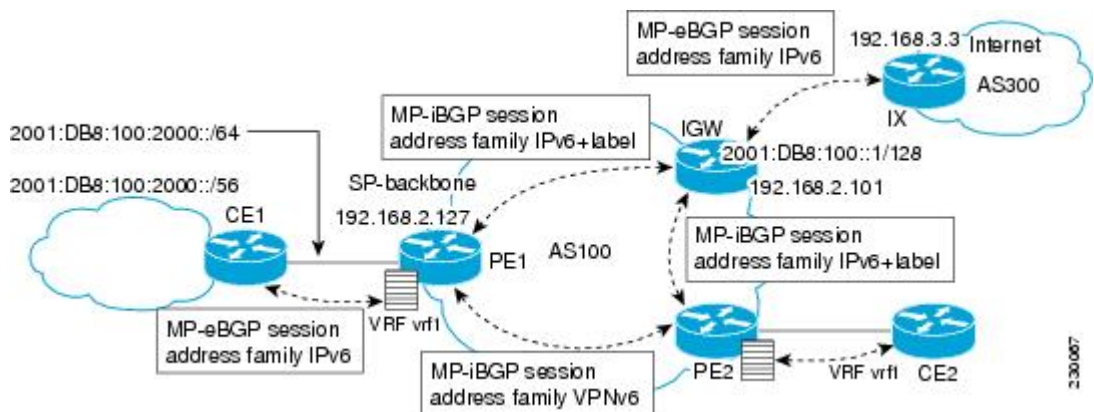 MP-eBGP session
address family IPv6
192.168.3.3
Internet
AS300
IX
MP-iBGP session
address family IPv6+label
IGW
2001:DB8:100:2000::/64
2001:DB8:100::1/128
2001:DB8:100:2000::/56
SP-backbone
192.168.2.101
CE1
192.168.2.127
PE1
AS100
MP-iBGP session
address family IPv6+label
VRF vrf1
MP-eBGP session
address family IPv6
MP-iBGP session
address family VPNv6
PE2
VRF vrf1
CE2
230687